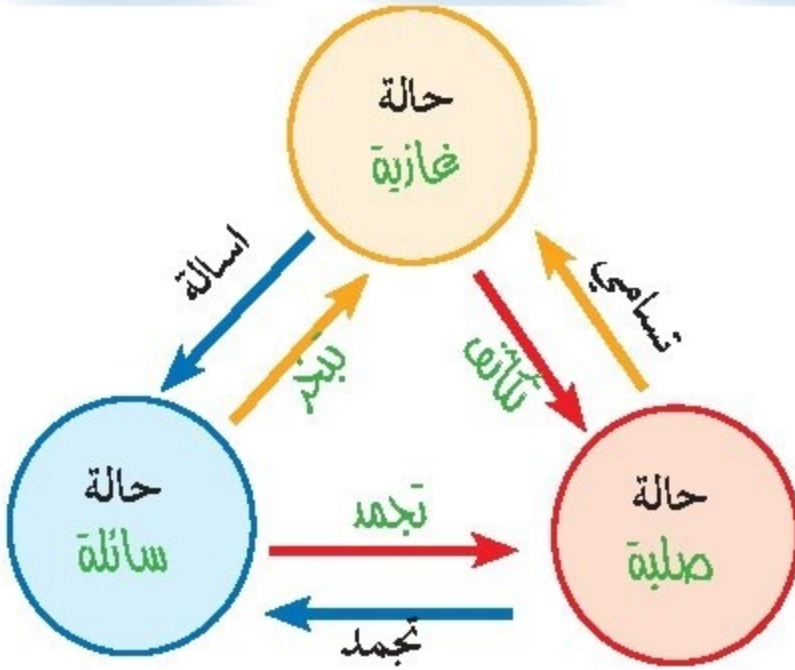 حالة
غازية
اسالة
تبخر
تكاثف
تسامي
حالة
سائلة
تجمد
تجمد
حالة
صلبة